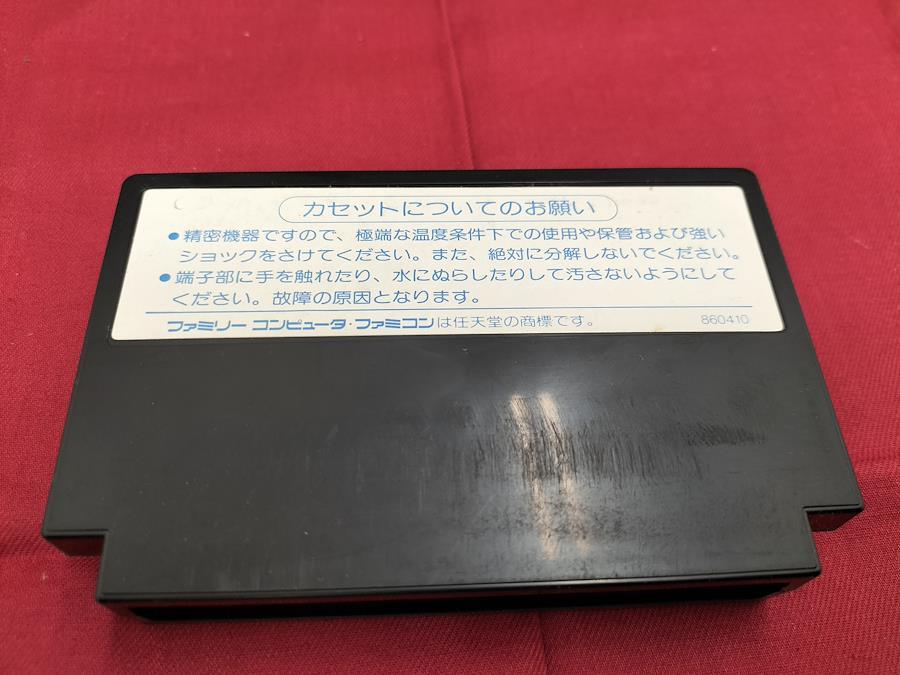 カセットについてのお願い
●精密機器ですので、極端な温度条件下での使用や保管および強い
ショックをさけてください。また、絶対に分解しないでください。
●端子部に手を触れたり、水にぬらしたりして汚さないようにして
ください。故障の原因となります。
ファミリー コンピュータ・ファミコンは任天堂の商標です。 860410